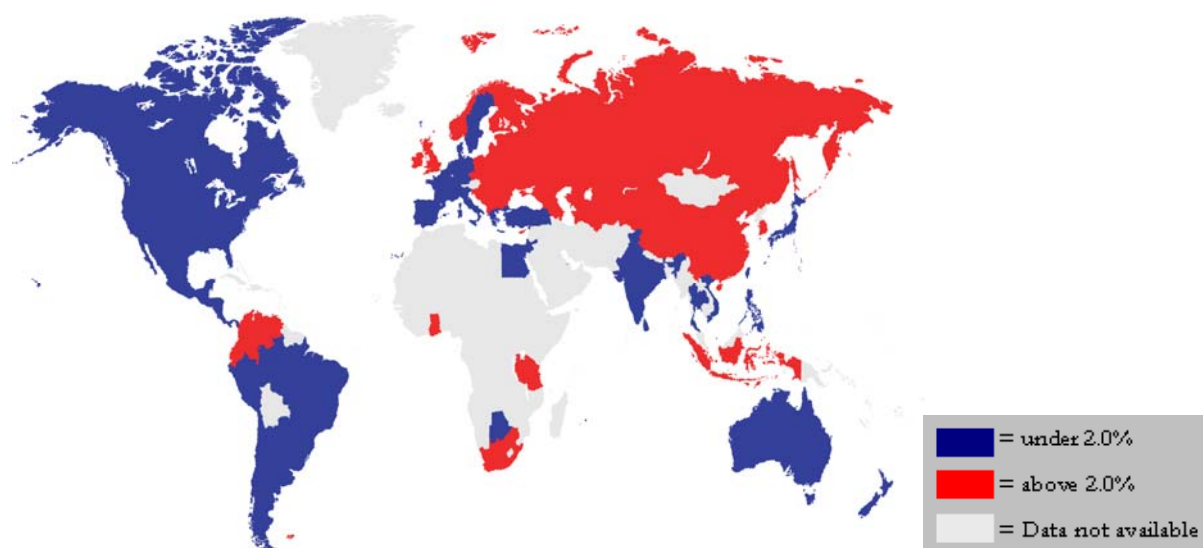 = under 2.0%
= above 2.0%
= Data not available